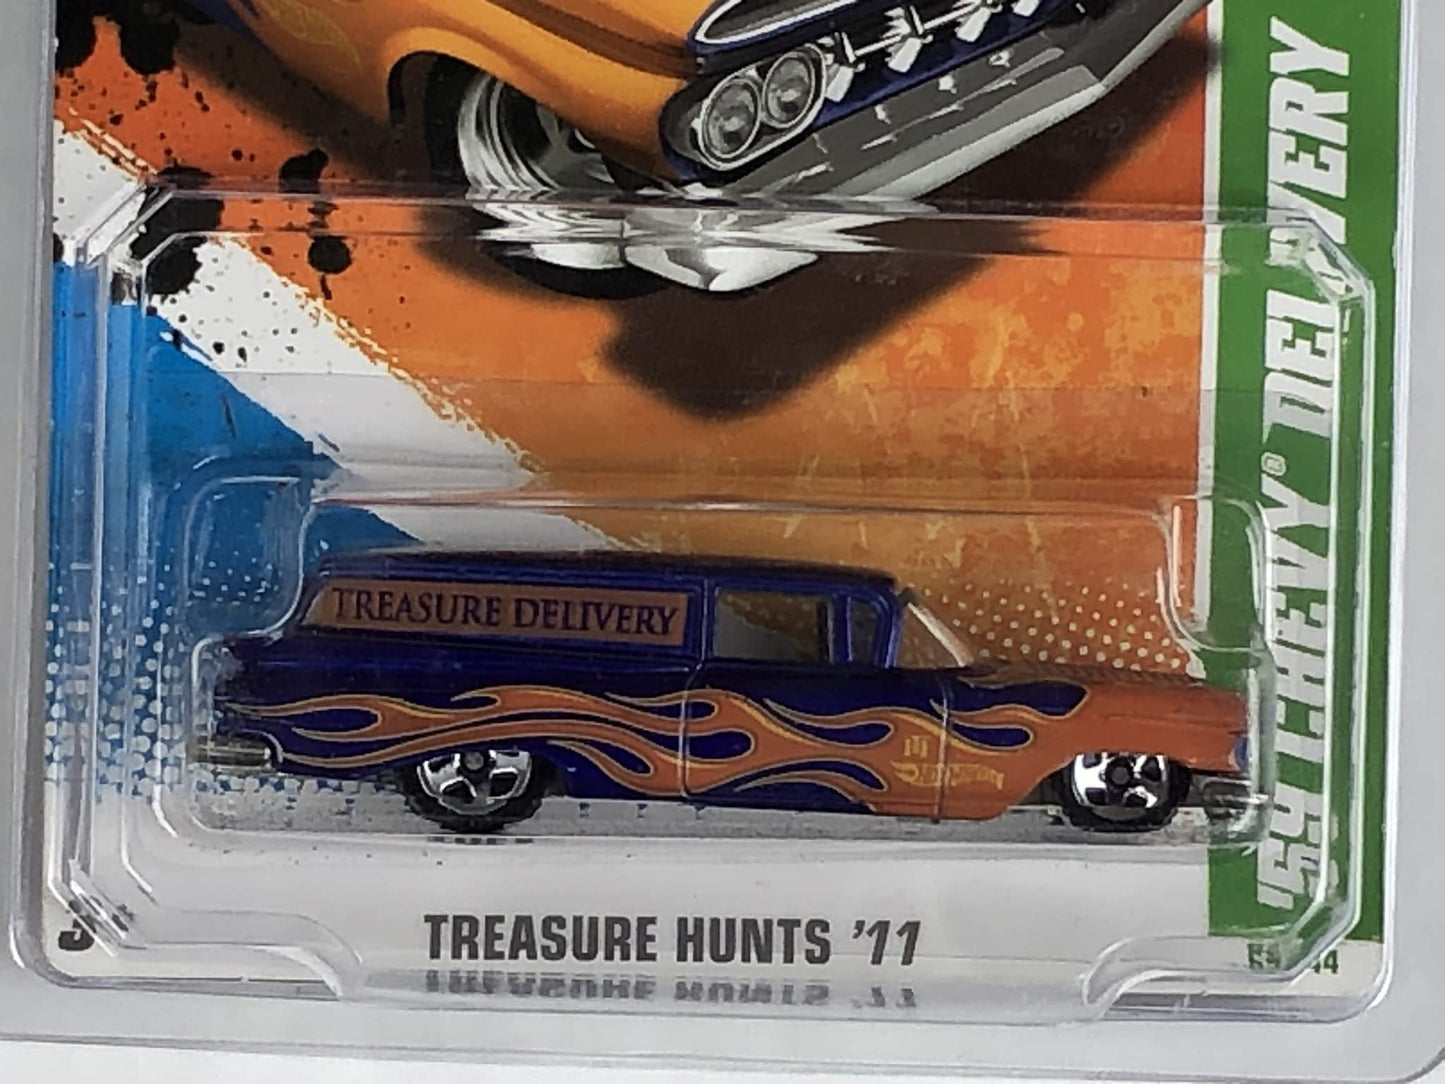 '59 CHEVY® DELIVERY
TREASURE DELIVERY
TREASURE HUNTS '11